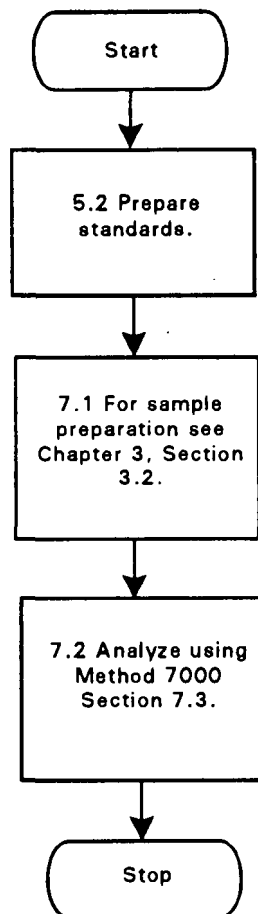 Start
5.2 Prepare
standards.
7.1 For sample
preparation see
Chapter 3, Section
3.2.
7.2 Analyze using
Method 7000
Section 7.3.
Stop